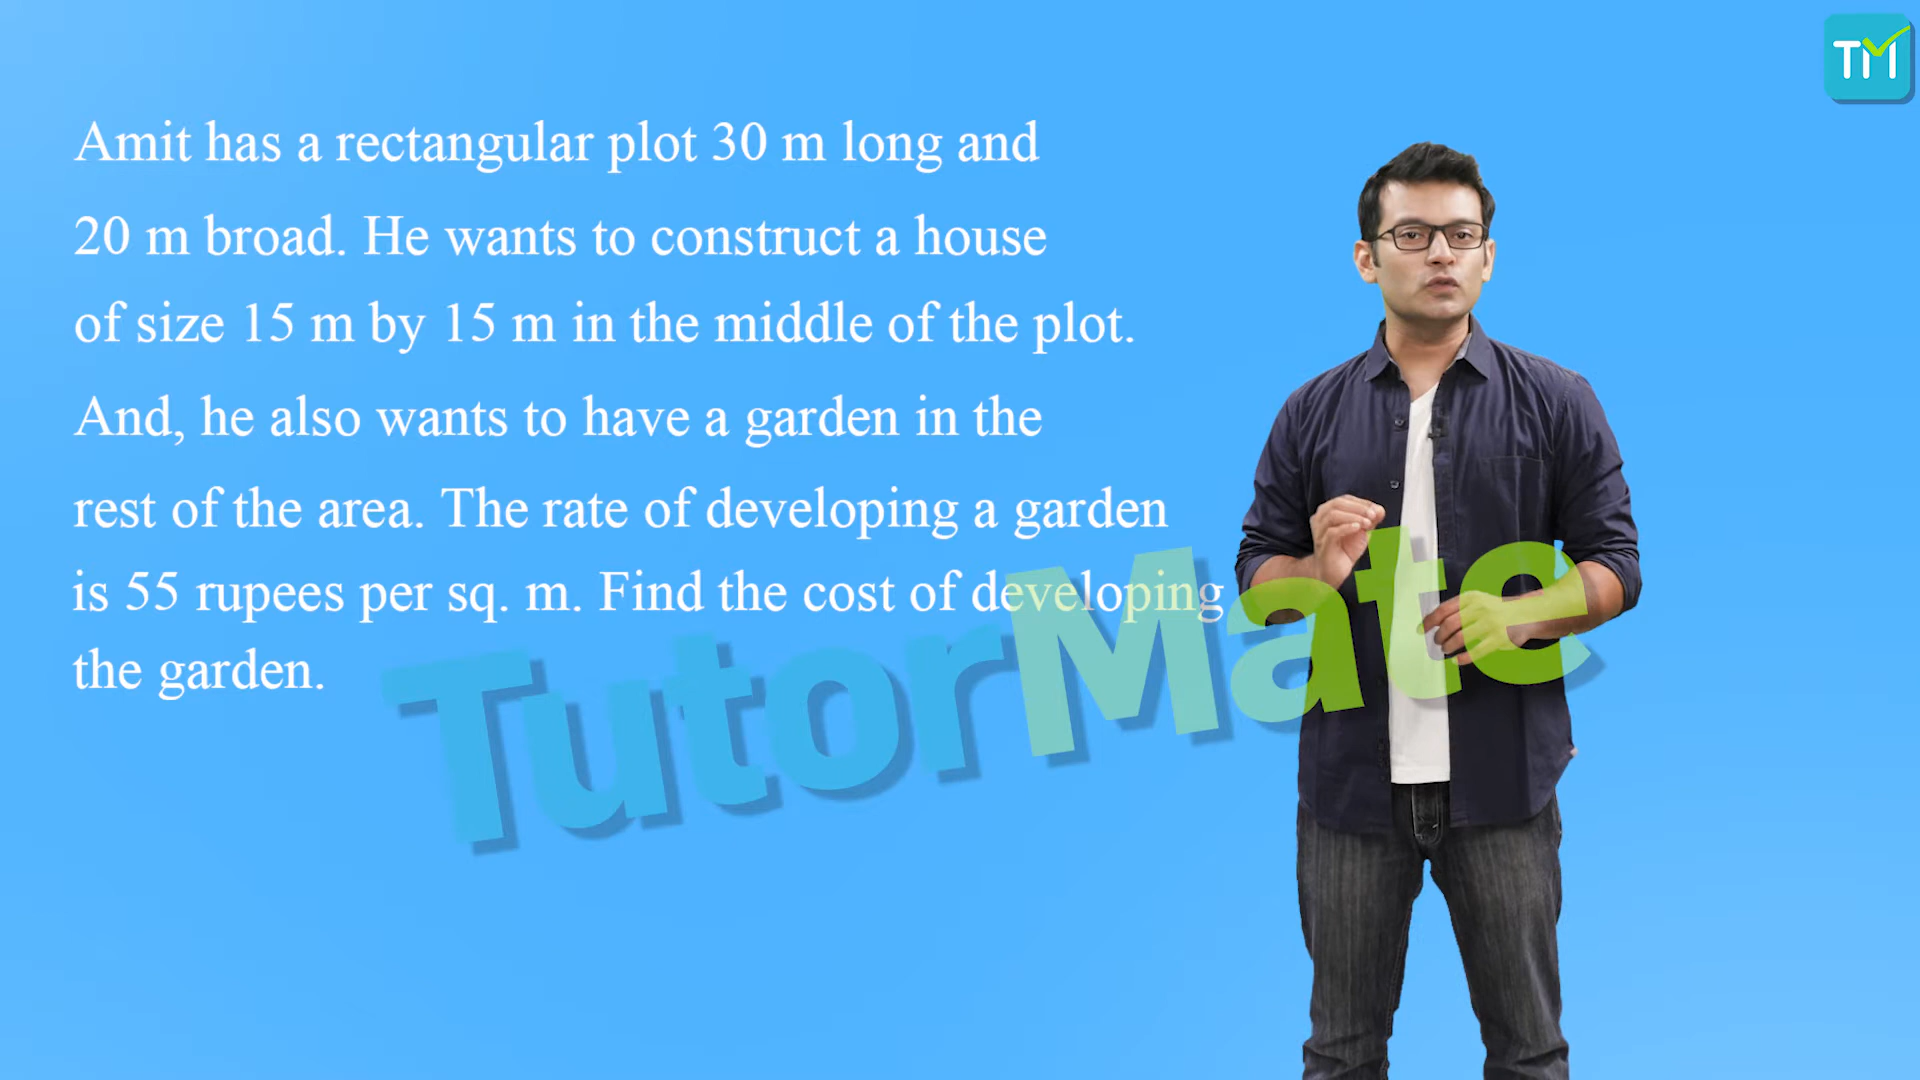 TM
Amit has a rectangular plot 30 m long and
20 m broad. He wants to construct a house
of size 15 m by 15 m in the middle of the plot.
And, he also wants to have a garden in the
rest of the area. The rate of developing a garden
is 55 rupees per sq. m. Find the cost of developing
the garden.
TutorMate